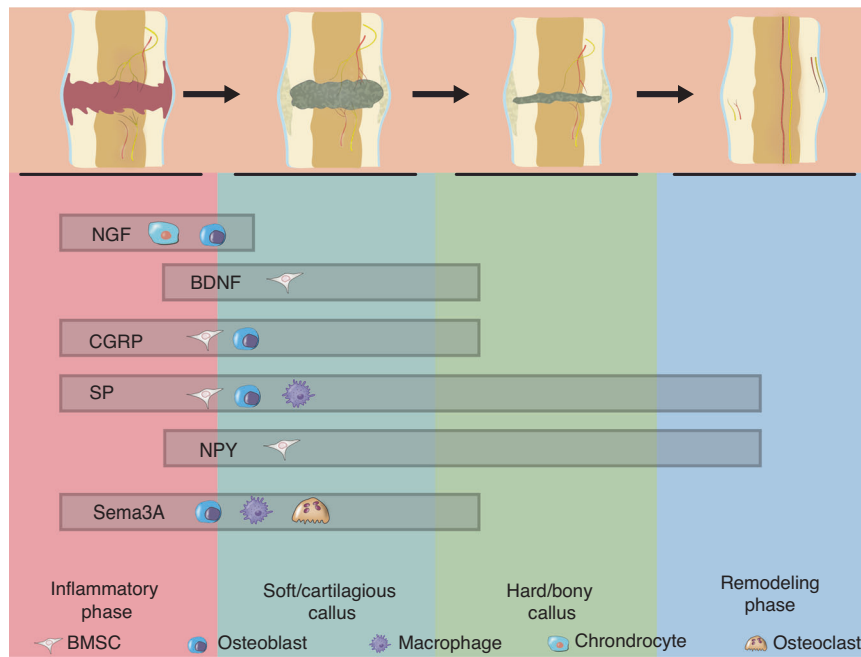 NGF
BDNF
CGRP
SP
NPY
Sema3A
Inflammatory
phase
Soft/cartilagious
callus
Hard/bony
callus
Remodeling
phase
BMSC
Osteoblast
Macrophage
Chrondrocyte
Osteoclast